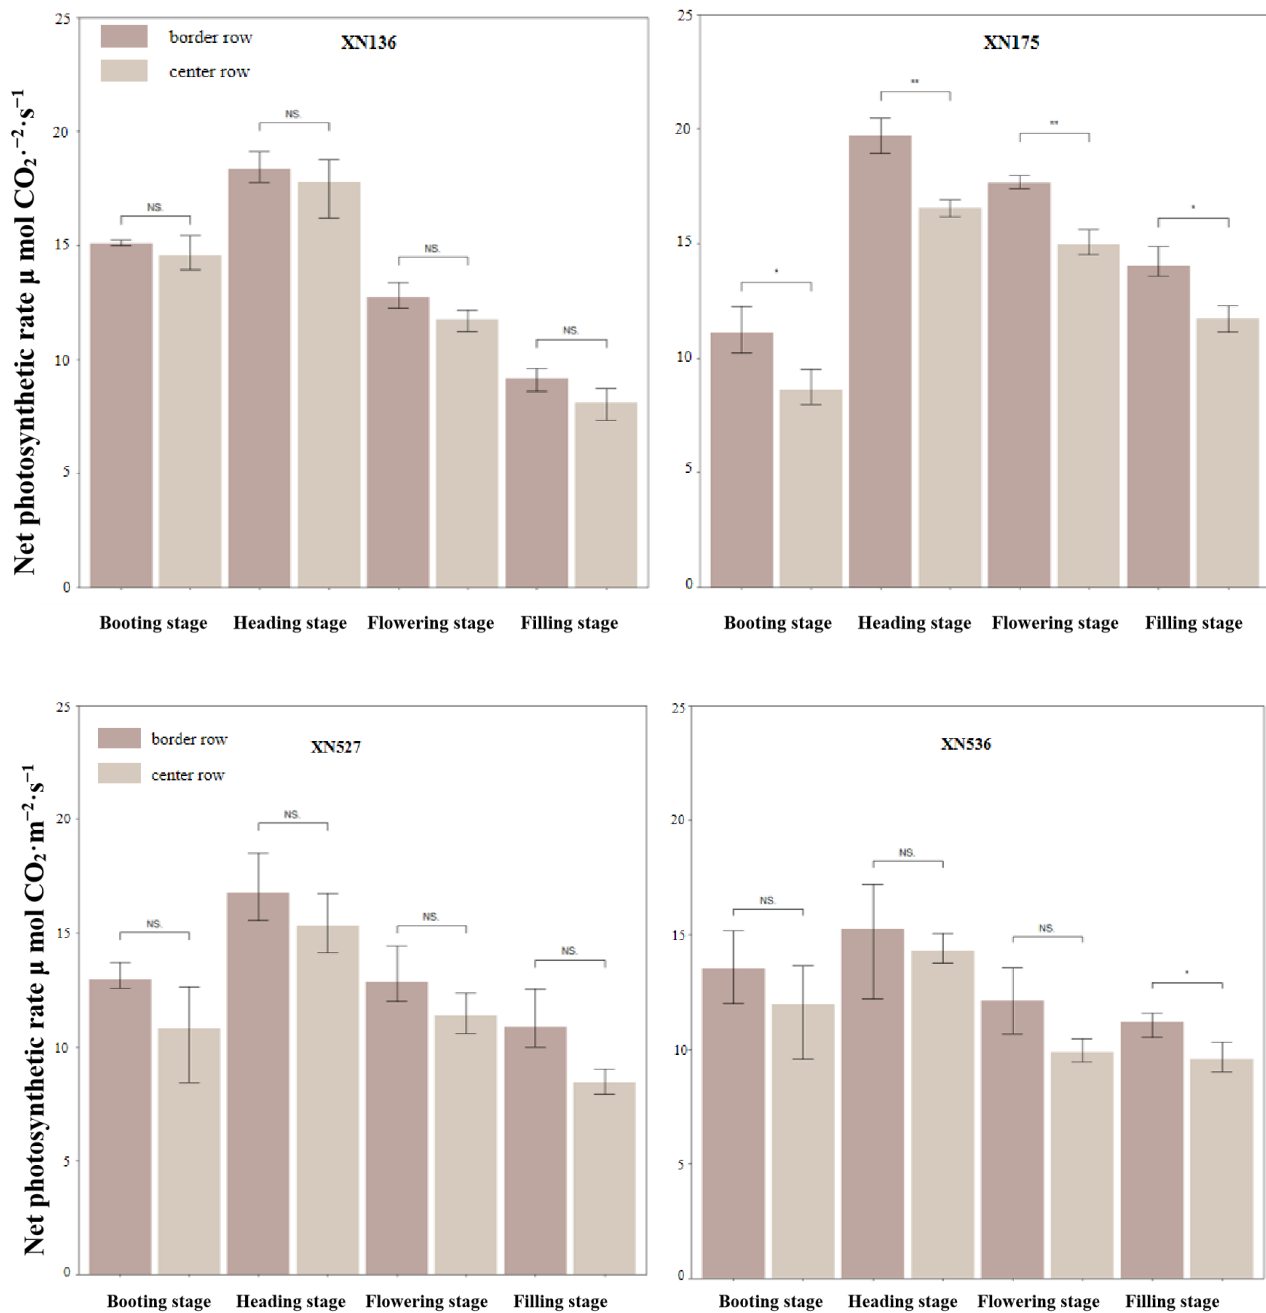 Net photosynthetic rate μ mol CO₂·⁻²·s⁻¹
25
20
15
10
5
0
border row
center row
XN136
NS.
NS.
NS.
NS.
Booting stage
Heading stage
Flowering stage
Filling stage
25
20
15
10
5
0
XN175
*
**
**
*
Booting stage
Heading stage
Flowering stage
Filling stage
Net photosynthetic rate μ mol CO₂·m⁻²·s⁻¹
25
20
15
10
5
0
border row
center row
XN527
NS.
NS.
NS.
NS.
Booting stage
Heading stage
Flowering stage
Filling stage
25
20
15
10
5
0
XN536
NS.
NS.
NS.
*
Booting stage
Heading stage
Flowering stage
Filling stage